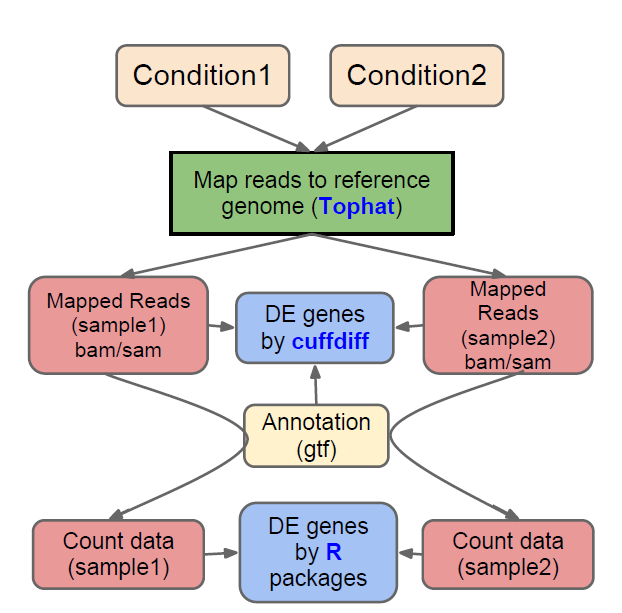 Condition1
Condition2
Map reads to reference
genome (Tophat)
Mapped Reads
(sample1)
bam/sam
DE genes
by cuffdiff
Mapped
Reads
(sample2)
bam/sam
Annotation
(gtf)
Count data
(sample1)
DE genes
by R
packages
Count data
(sample2)